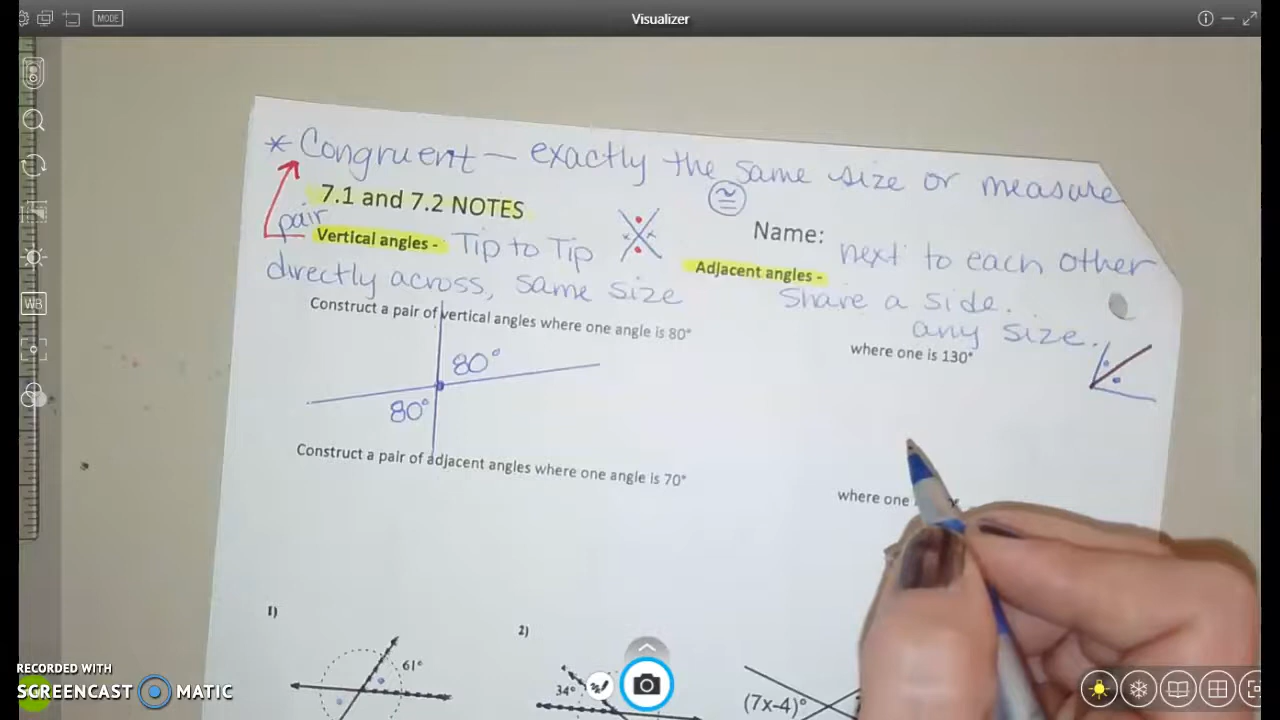 MODE
Visualizer
* Congruent — exactly the same size or measure
≅
7.1 and 7.2 NOTES
Name:
pair
Vertical angles - Tip to Tip
directly across, same size
Adjacent angles - next to each other
share a side.
any size.
Construct a pair of vertical angles where one angle is 80°
where one is 130°
80°
80°
Construct a pair of adjacent angles where one angle is 70°
where one
1)
61°
2)
34°
(7x-4)°
WB
RECORDED WITH
SCREENCAST MATIC